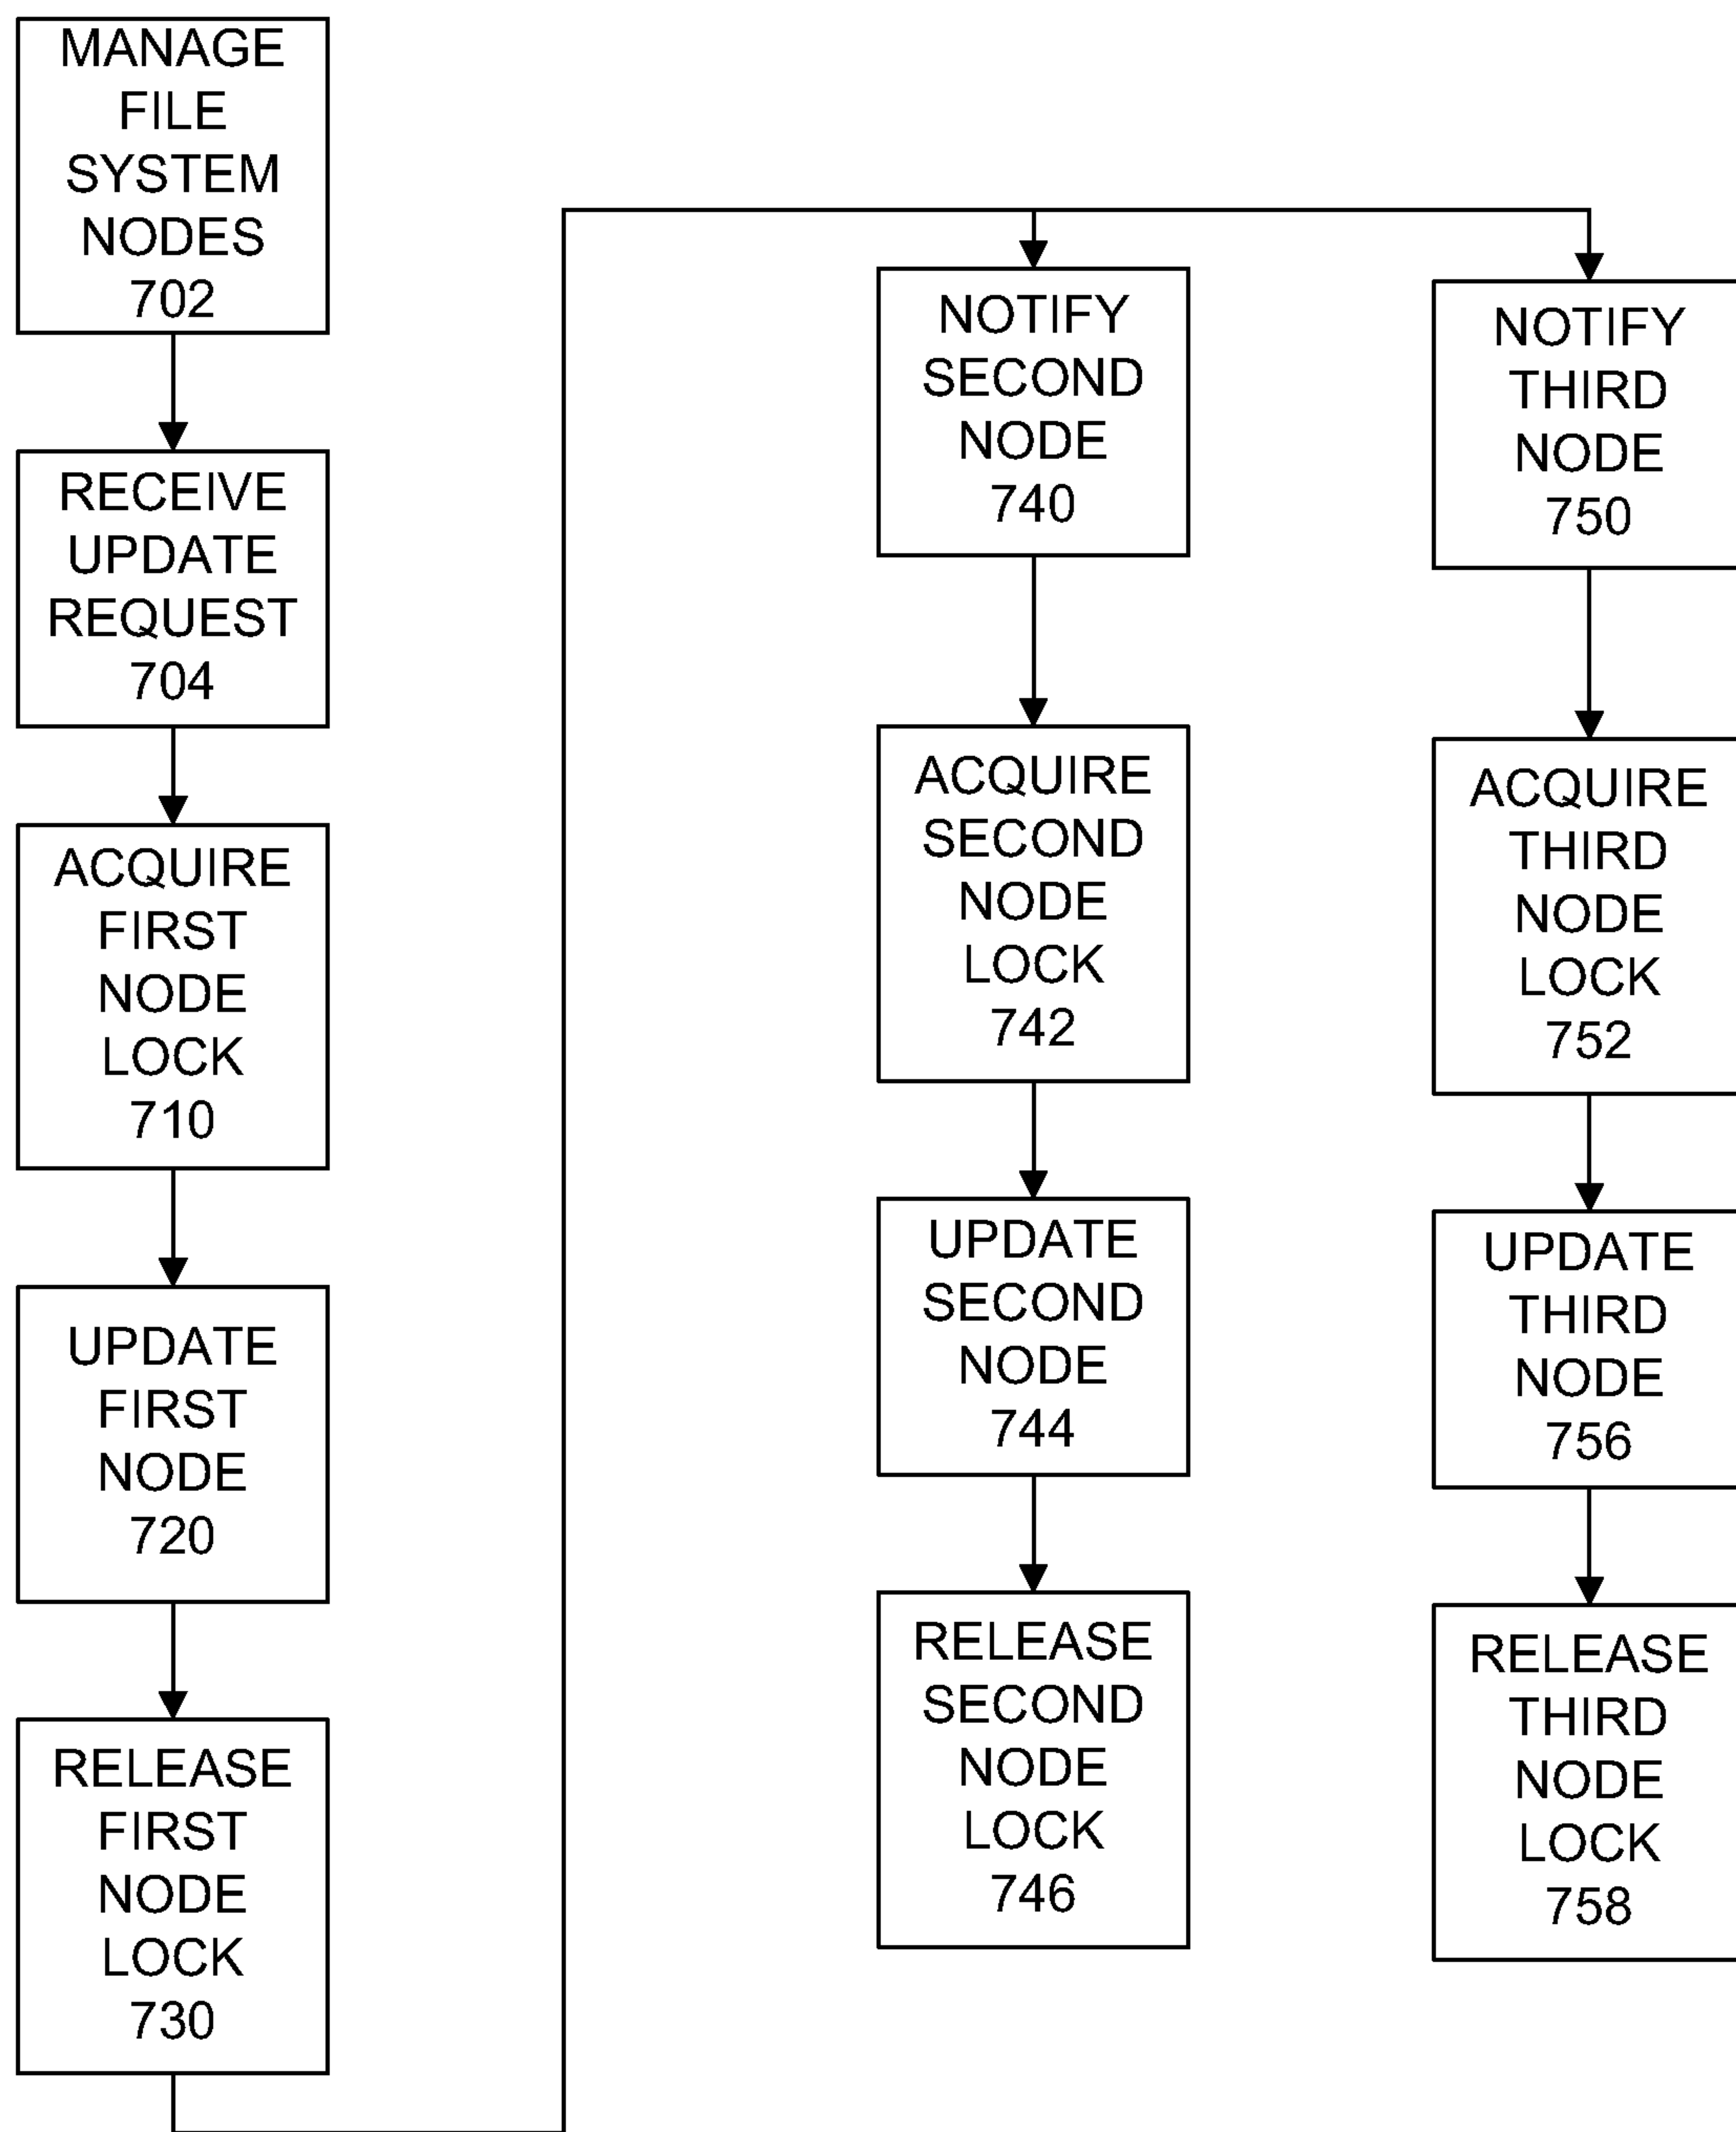 MANAGE
FILE
SYSTEM
NODES
702
RECEIVE
UPDATE
REQUEST
704
ACQUIRE
FIRST
NODE
LOCK
710
UPDATE
FIRST
NODE
720
RELEASE
FIRST
NODE
LOCK
730
NOTIFY
SECOND
NODE
740
ACQUIRE
SECOND
NODE
LOCK
742
UPDATE
SECOND
NODE
744
RELEASE
SECOND
NODE
LOCK
746
NOTIFY
THIRD
NODE
750
ACQUIRE
THIRD
NODE
LOCK
752
UPDATE
THIRD
NODE
756
RELEASE
THIRD
NODE
LOCK
758